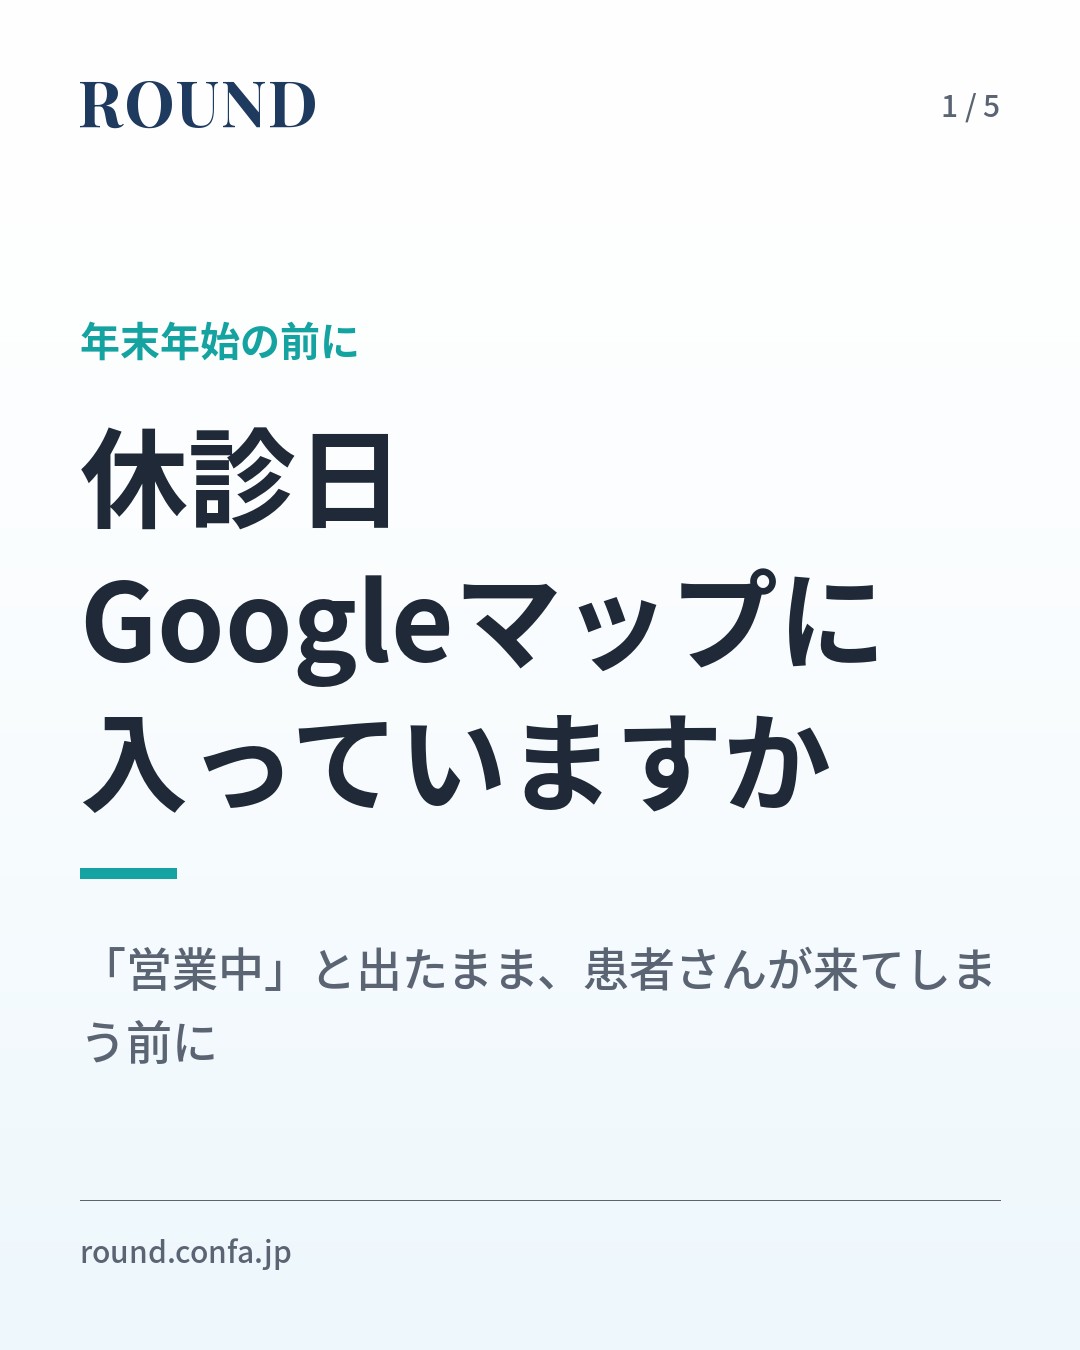 ROUND
1 / 5
年末年始の前に
休診日
Googleマップに
入っていますか
「営業中」と出たまま、患者さんが来てしま
う前に
round.confa.jp